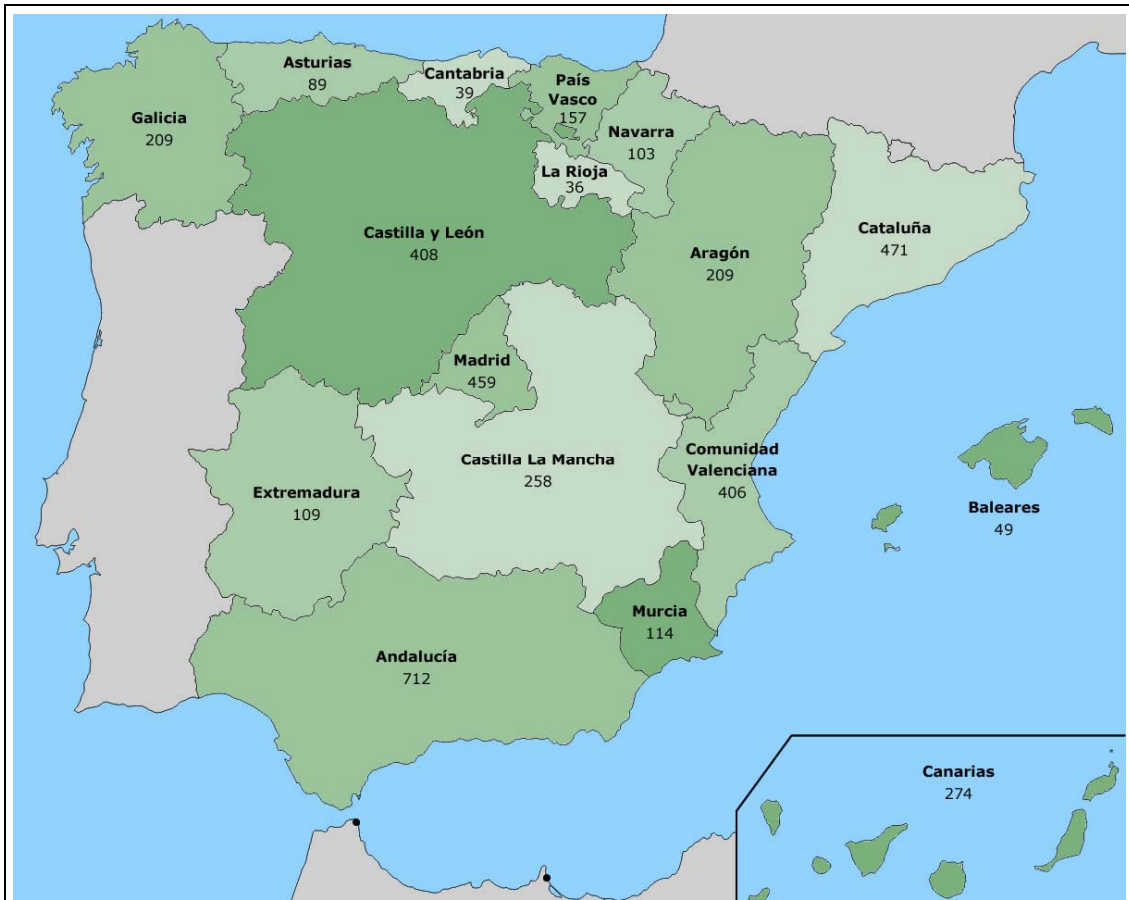 Asturias
89
Cantabria
39
País
Vasco
157
Galicia
209
Navarra
103
La Rioja
36
Castilla y León
408
Aragón
209
Cataluña
471
Madrid
459
Castilla La Mancha
258
Comunidad
Valenciana
406
Extremadura
109
Baleares
49
Murcia
114
Andalucía
712
Canarias
274